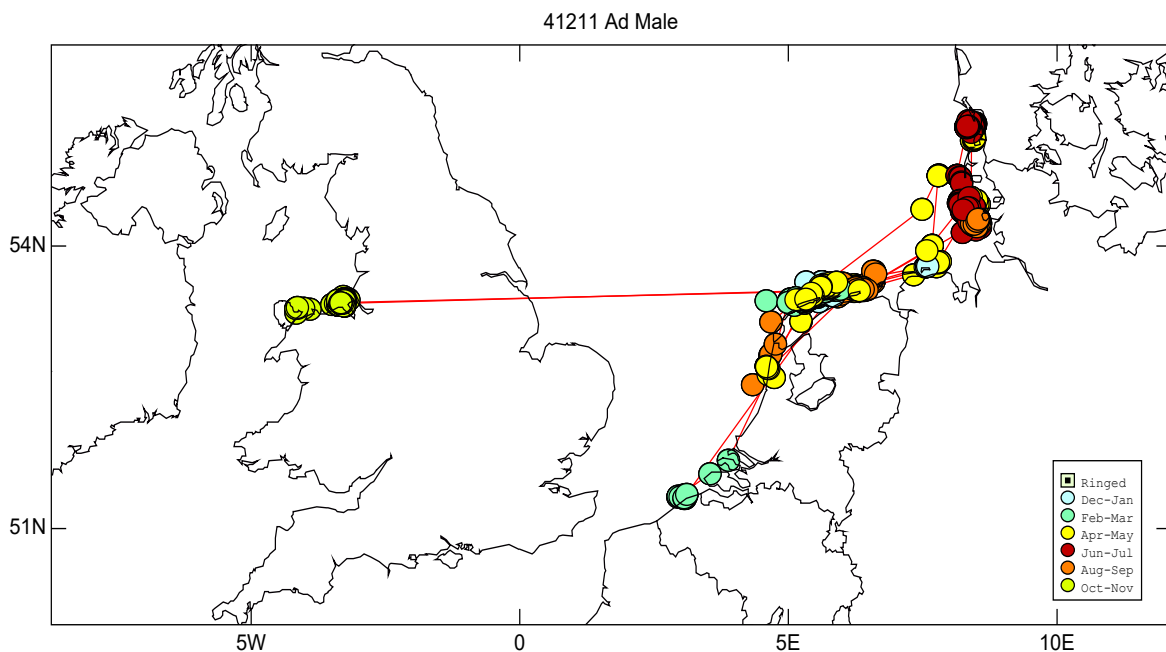 41211 Ad Male
54N
51N
5W
0
5E
10E
Ringed
Dec-Jan
Feb-Mar
Apr-May
Jun-Jul
Aug-Sep
Oct-Nov